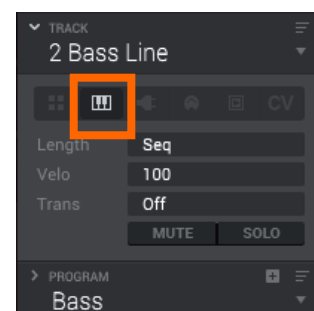 TRACK
2 Bass Line
CV
Length Seq
Velo 100
Trans Off
MUTE SOLO
PROGRAM
Bass